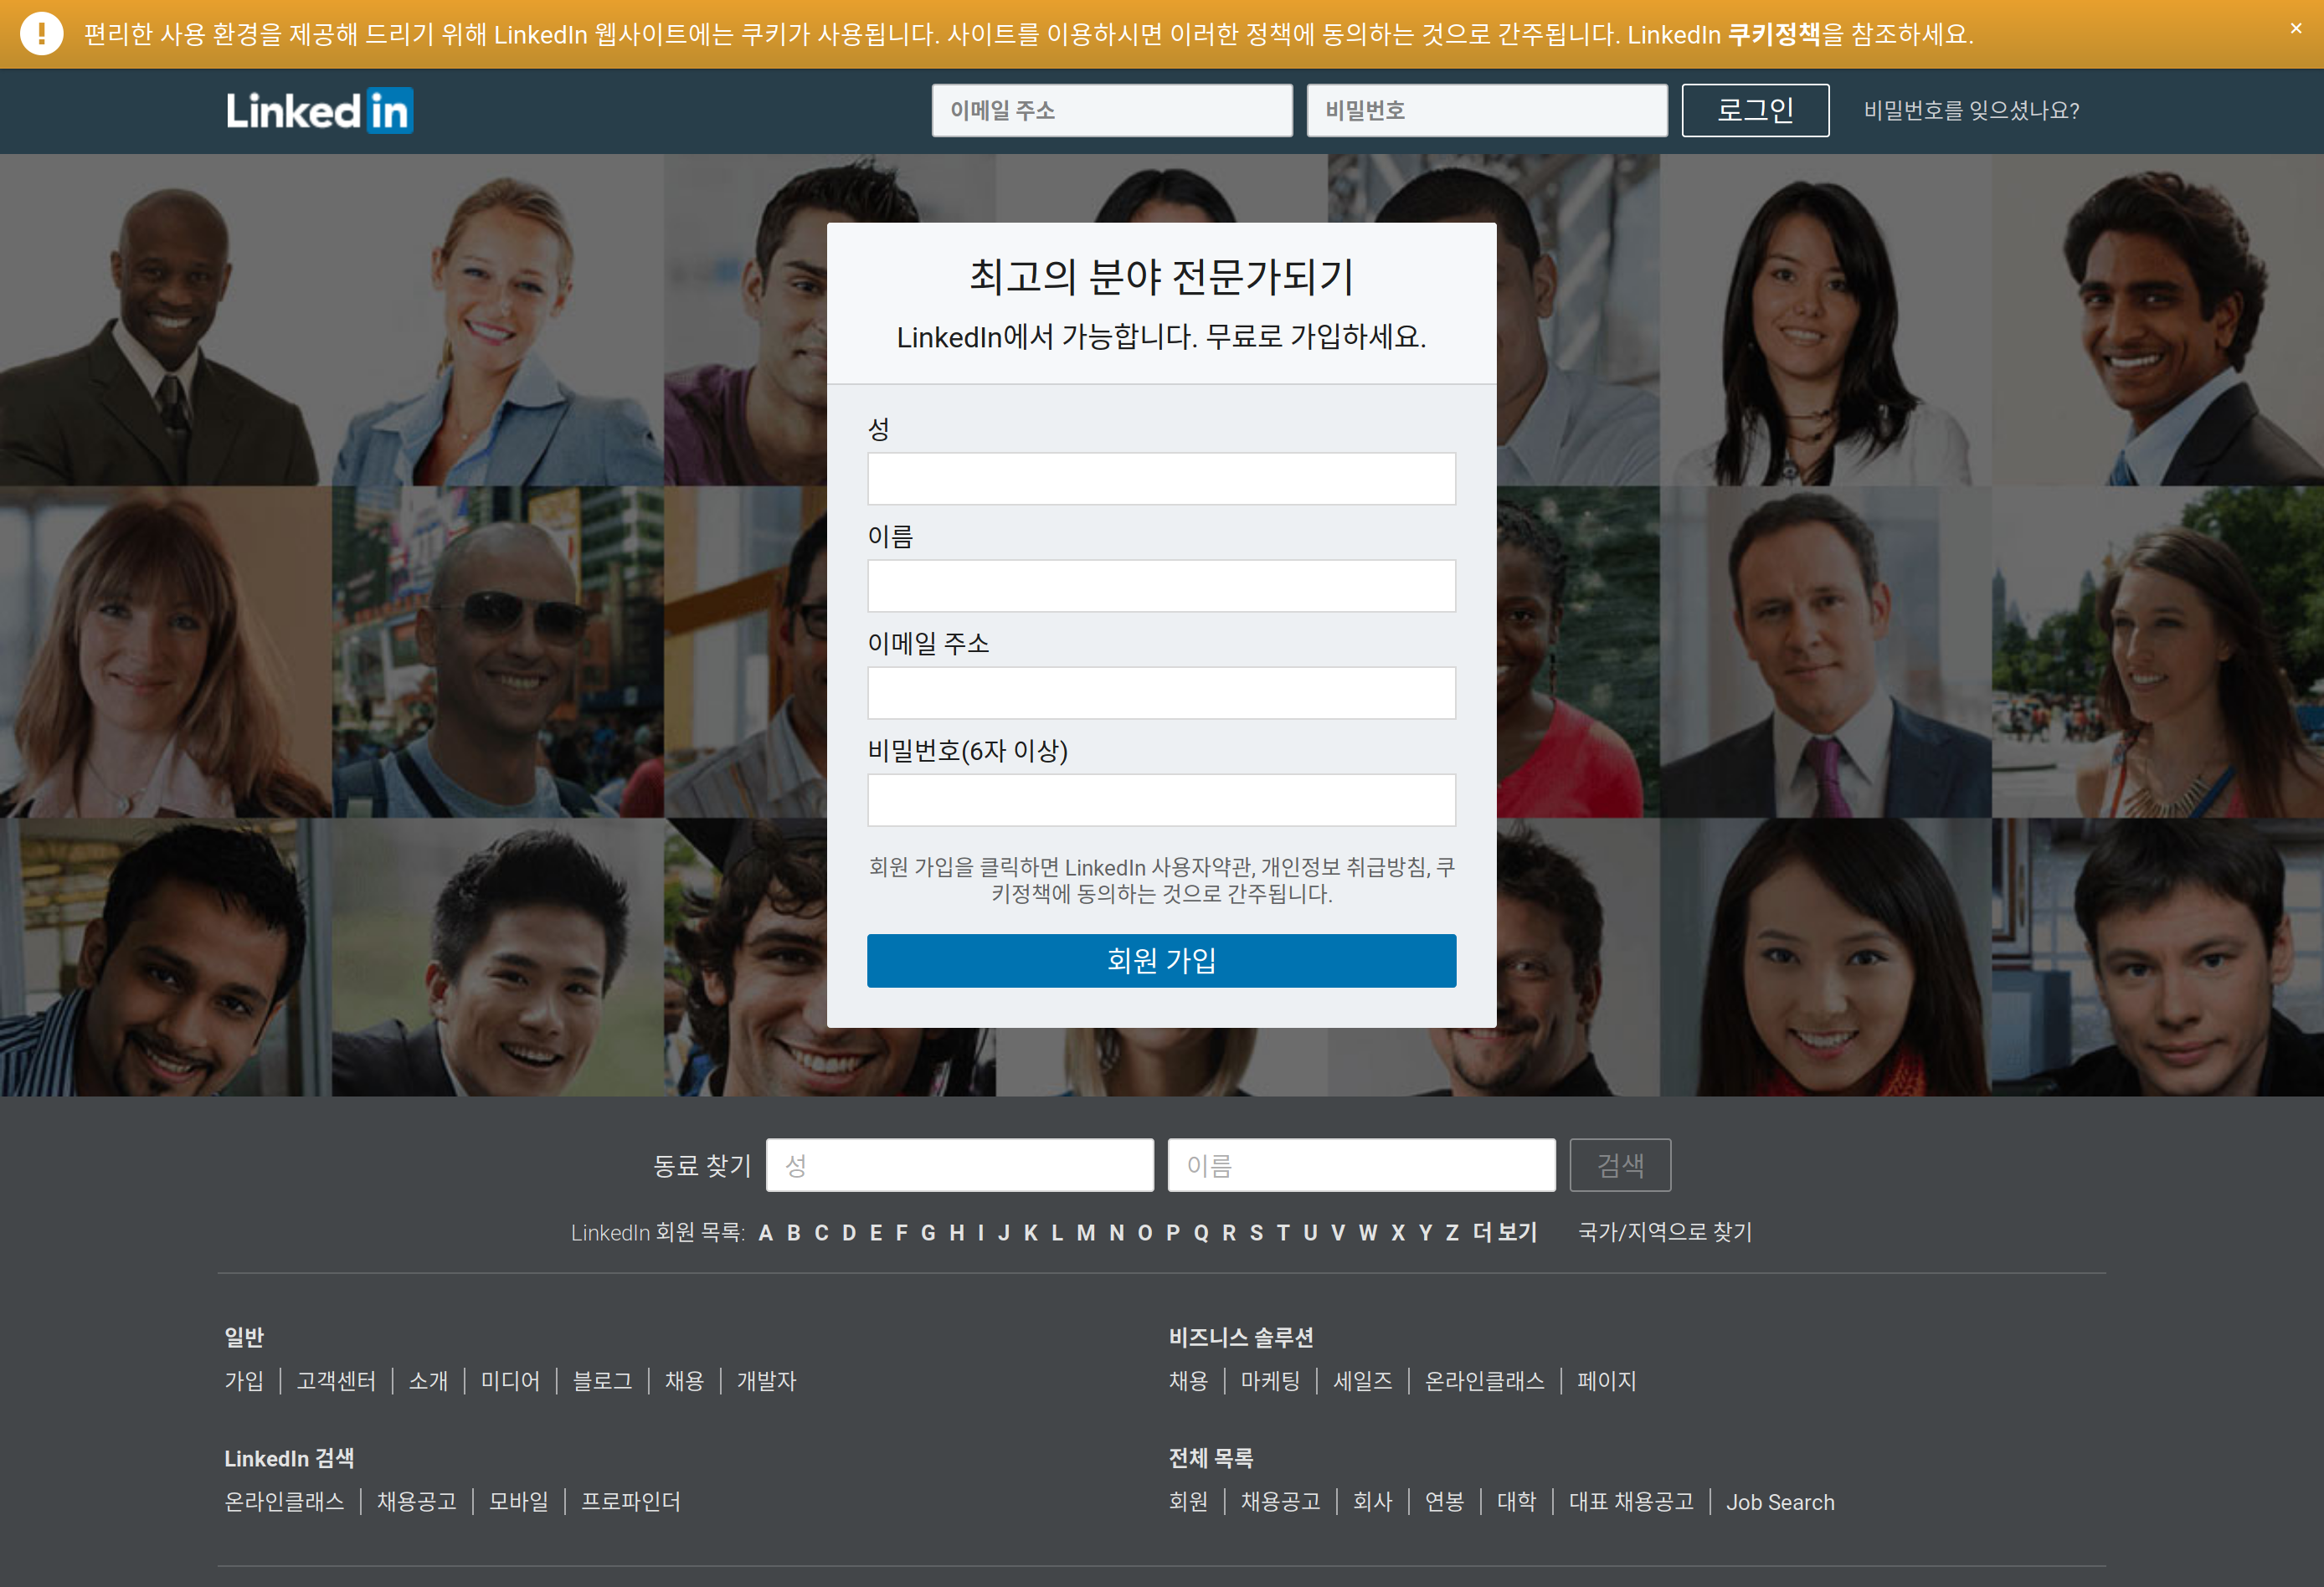 편리한 사용 환경을 제공해 드리기 위해 LinkedIn 웹사이트에는 쿠키가 사용됩니다. 사이트를 이용하시면 이러한 정책에 동의하는 것으로 간주됩니다. LinkedIn 쿠키정책을 참조하세요. ×
Linked in 이메일 주소 비밀번호 로그인 비밀번호를 잊으셨나요?
최고의 분야 전문가되기
LinkedIn에서 가능합니다. 무료로 가입하세요.
성
이름
이메일 주소
비밀번호(6자 이상)
회원 가입을 클릭하면 LinkedIn 사용자약관, 개인정보 취급방침, 쿠
키정책에 동의하는 것으로 간주됩니다.
회원 가입
동료 찾기 성 이름 검색
LinkedIn 회원 목록: A B C D E F G H I J K L M N O P Q R S T U V W X Y Z 더 보기 국가/지역으로 찾기
일반
가입 고객센터 소개 미디어 블로그 채용 개발자
비즈니스 솔루션
채용 마케팅 세일즈 온라인클래스 페이지
LinkedIn 검색
온라인클래스 채용공고 모바일 프로파인더
전체 목록
회원 채용공고 회사 연봉 대학 대표 채용공고 Job Search